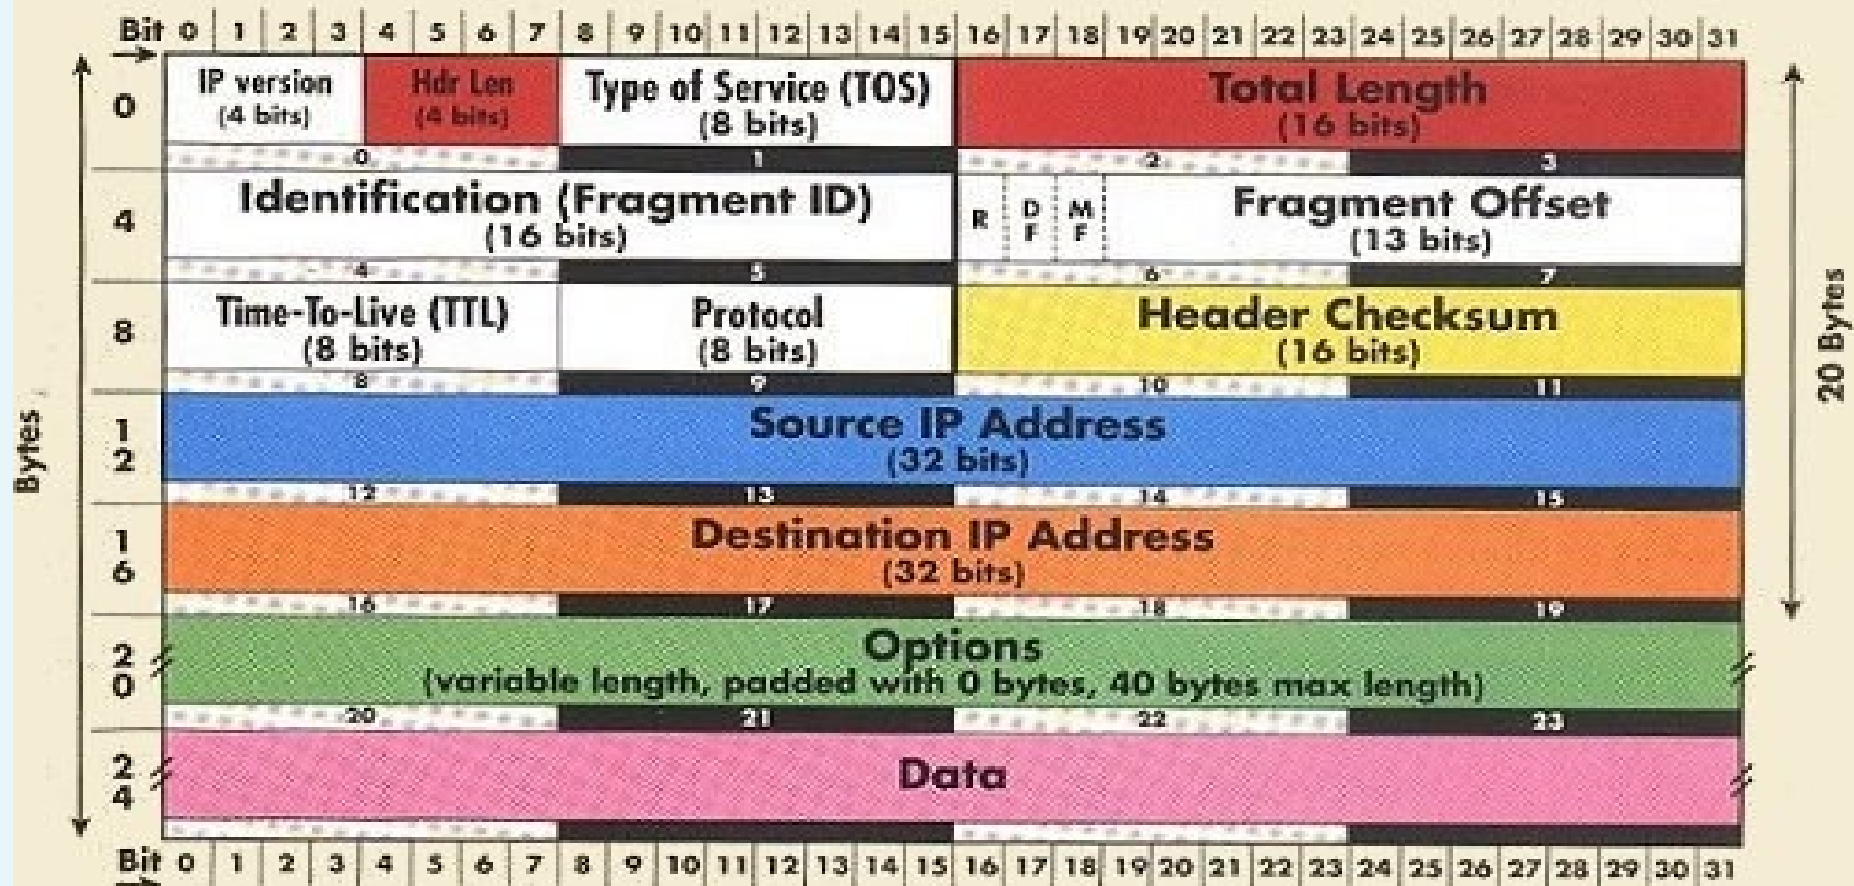 Bit 0 1 2 3 4 5 6 7 8 9 10 11 12 13 14 15 16 17 18 19 20 21 22 23 24 25 26 27 28 29 30 31
Bytes
20 Bytes
0
IP version
(4 bits)
Hdr Len
(4 bits)
Type of Service (TOS)
(8 bits)
Total Length
(16 bits)
0 1 2 3
4
Identification (Fragment ID)
(16 bits)
R
D
F
M
F
Fragment Offset
(13 bits)
4 5 6 7
8
Time-To-Live (TTL)
(8 bits)
Protocol
(8 bits)
Header Checksum
(16 bits)
8 9 10 11
1
2
Source IP Address
(32 bits)
12 13 14 15
1
6
Destination IP Address
(32 bits)
16 17 18 19
2
0
Options
(variable length, padded with 0 bytes, 40 bytes max length)
20 21 22 23
2
4
Data
Bit 0 1 2 3 4 5 6 7 8 9 10 11 12 13 14 15 16 17 18 19 20 21 22 23 24 25 26 27 28 29 30 31